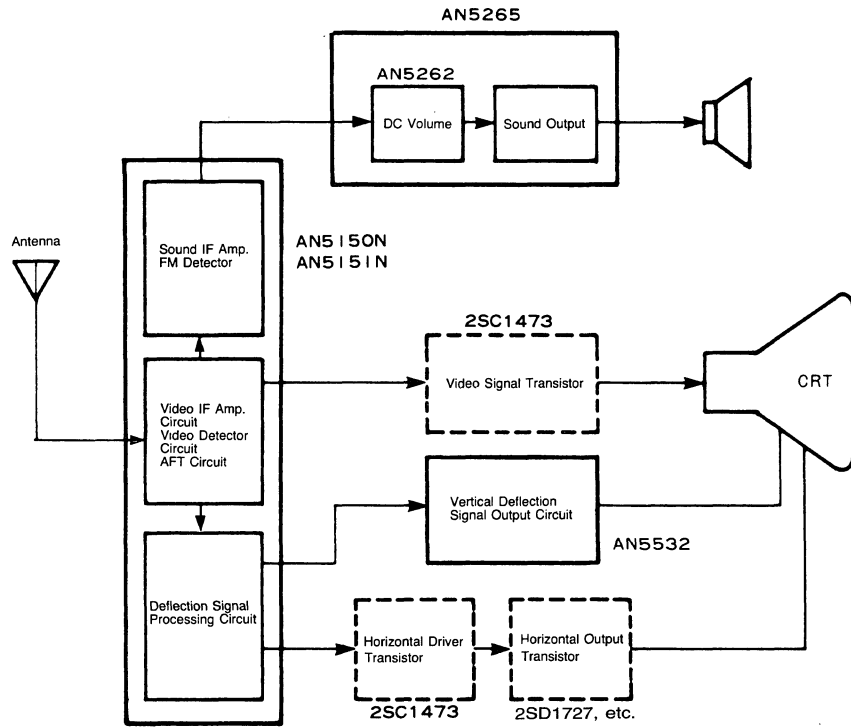 AN5265
AN5262
DC Volume
Sound Output
Antenna
Sound IF Amp.
FM Detector
AN5150N
AN5151N
2SC1473
Video Signal Transistor
CRT
Video IF Amp.
Circuit
Video Detector
Circuit
AFT Circuit
Vertical Deflection
Signal Output Circuit
AN5532
Deflection Signal
Processing Circuit
Horizontal Driver
Transistor
Horizontal Output
Transistor
2SC1473
2SD1727, etc.